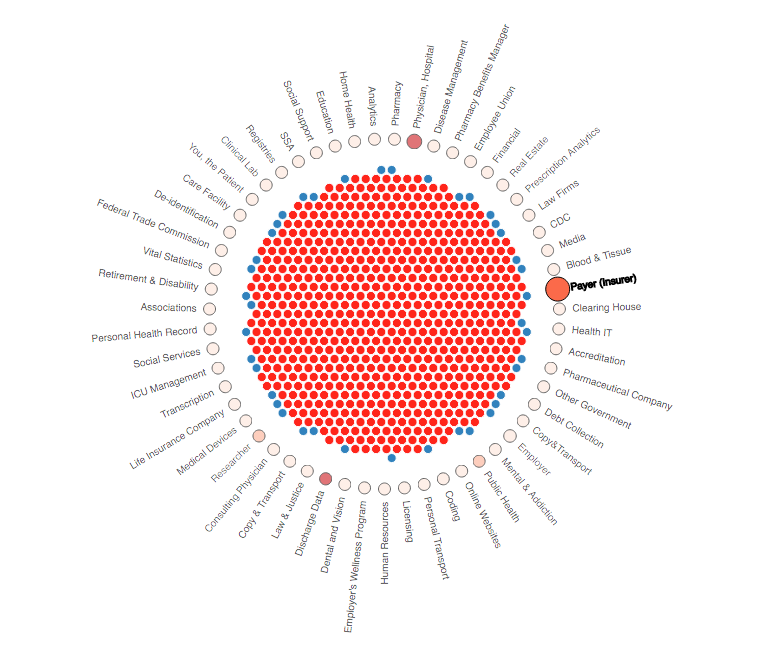 Pharmacy
Physician, Hospital
Disease Management
Pharmacy Benefits Manager
Employee Union
Financial
Real Estate
Prescription Analytics
Law Firms
CDC
Media
Blood & Tissue
Payer (Insurer)
Clearing House
Health IT
Accreditation
Pharmaceutical Company
Other Government
Debt Collection
Copy&Transport
Employer
Mental & Addiction
Public Health
Online Websites
Coding
Personal Transport
Licensing
Human Resources
Employer's Wellness Program
Dental and Vision
Discharge Data
Law & Justice
Copy & Transport
Consulting Physician
Researcher
Medical Devices
Life Insurance Company
Transcription
ICU Management
Social Services
Personal Health Record
Associations
Retirement & Disability
Vital Statistics
Federal Trade Commission
De-identification
Care Facility
You, the Patient
Clinical Lab
Registries
SSA
Social Support
Education
Home Health
Analytics